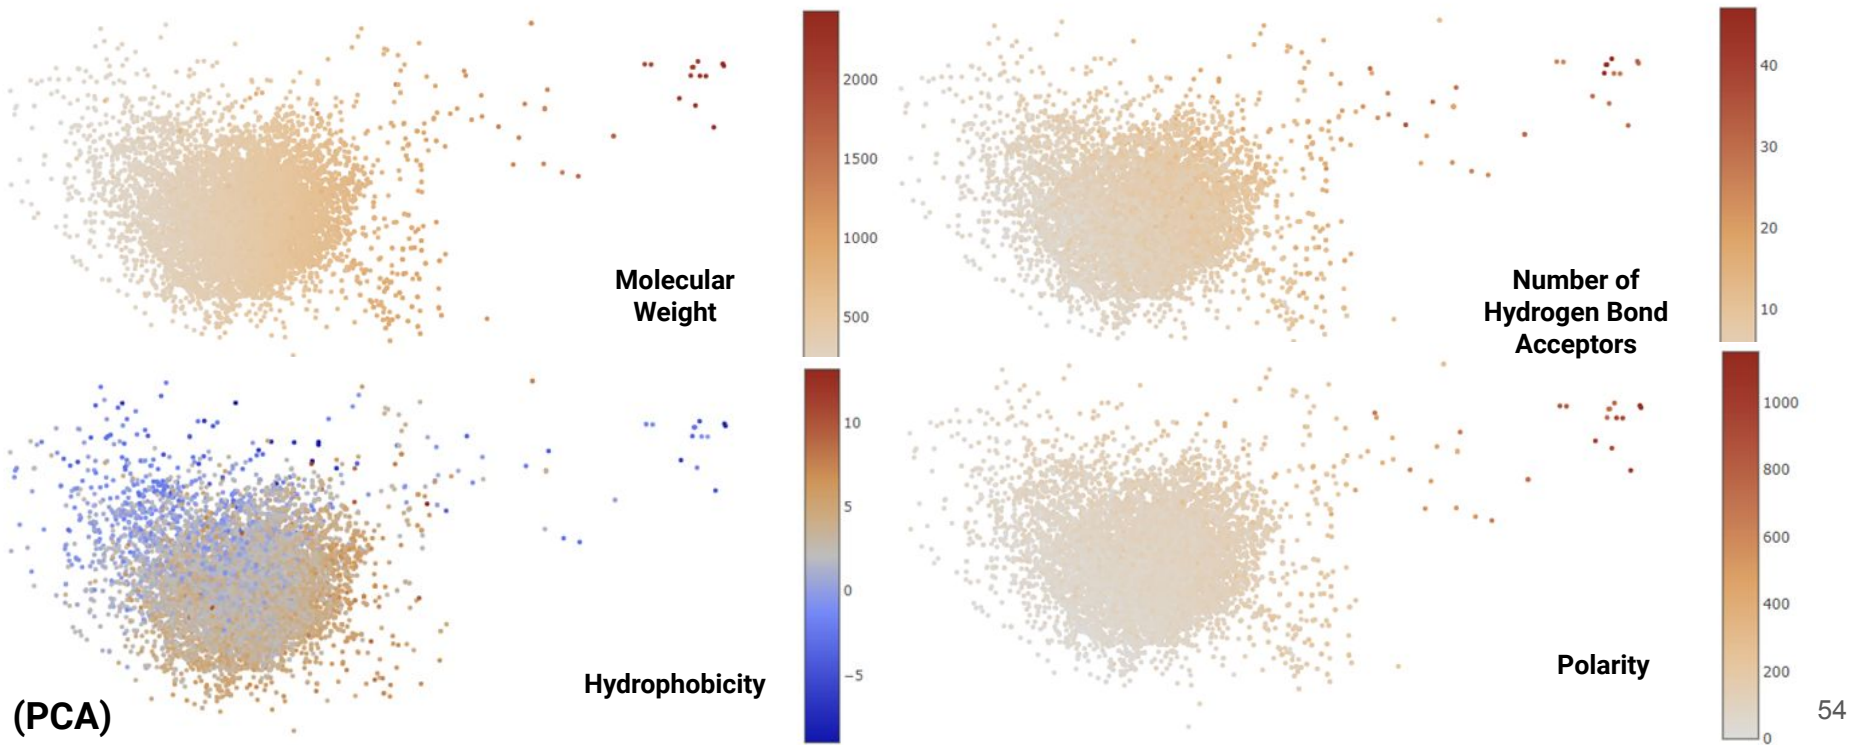 2000
1500
1000
500
Molecular
Weight
40
30
20
10
Number of
Hydrogen Bond
Acceptors
10
5
0
−5
Hydrophobicity
(PCA)
1000
800
600
400
200
0
Polarity
54